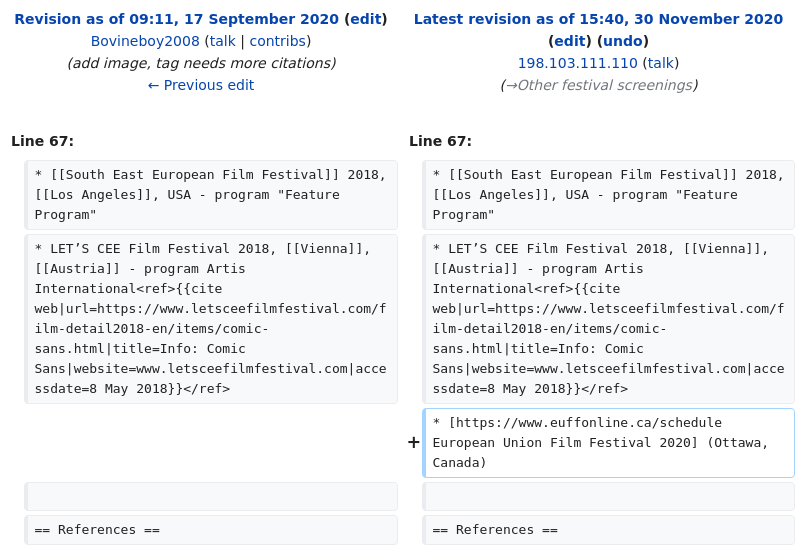 Revision as of 09:11, 17 September 2020 (edit)
Bovineboy2008 (talk | contribs)
(add image, tag needs more citations)
← Previous edit
Latest revision as of 15:40, 30 November 2020
(edit) (undo)
198.103.111.110 (talk)
(→Other festival screenings)
Line 67:
Line 67:
* [[South East European Film Festival]] 2018,
[[Los Angeles]], USA - program "Feature
Program"
* [[South East European Film Festival]] 2018,
[[Los Angeles]], USA - program "Feature
Program"
* LET’S CEE Film Festival 2018, [[Vienna]],
[[Austria]] - program Artis
International<ref>{{cite
web|url=https://www.letsceefilmfestival.com/f
ilm-detail2018-en/items/comic-
sans.html|title=Info: Comic
Sans|website=www.letsceefilmfestival.com|acce
ssdate=8 May 2018}}</ref>
* LET’S CEE Film Festival 2018, [[Vienna]],
[[Austria]] - program Artis
International<ref>{{cite
web|url=https://www.letsceefilmfestival.com/f
ilm-detail2018-en/items/comic-
sans.html|title=Info: Comic
Sans|website=www.letsceefilmfestival.com|acce
ssdate=8 May 2018}}</ref>
+ * [https://www.euffonline.ca/schedule
European Union Film Festival 2020] (Ottawa,
Canada)
== References ==
== References ==